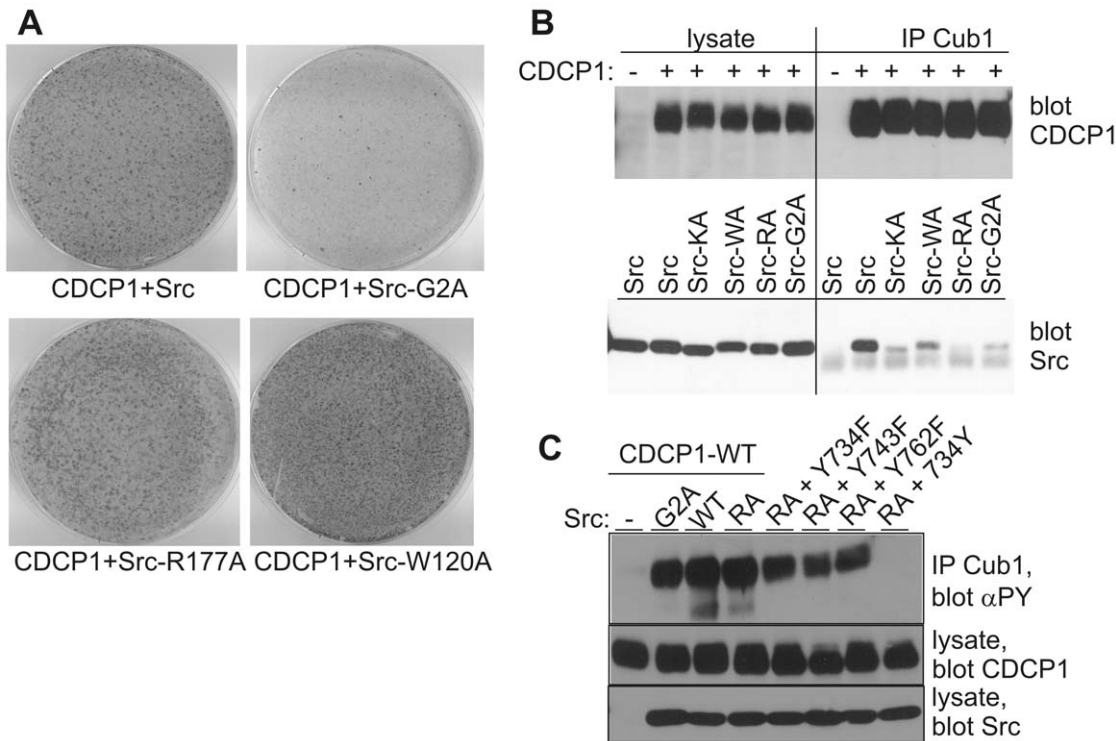 A
CDCP1+Src
CDCP1+Src-G2A
CDCP1+Src-R177A
CDCP1+Src-W120A
B
lysate
IP Cub1
CDCP1: - + + + + + - + + + + +
blot
CDCP1
Src
Src
Src-KA
Src-WA
Src-RA
Src-G2A
Src
Src
Src-KA
Src-WA
Src-RA
Src-G2A
blot
Src
C
CDCP1-WT
Src: - G2A WT RA RA + Y734F RA + Y743F RA + Y762F RA + 734Y
IP Cub1,
blot αPY
lysate,
blot CDCP1
lysate,
blot Src